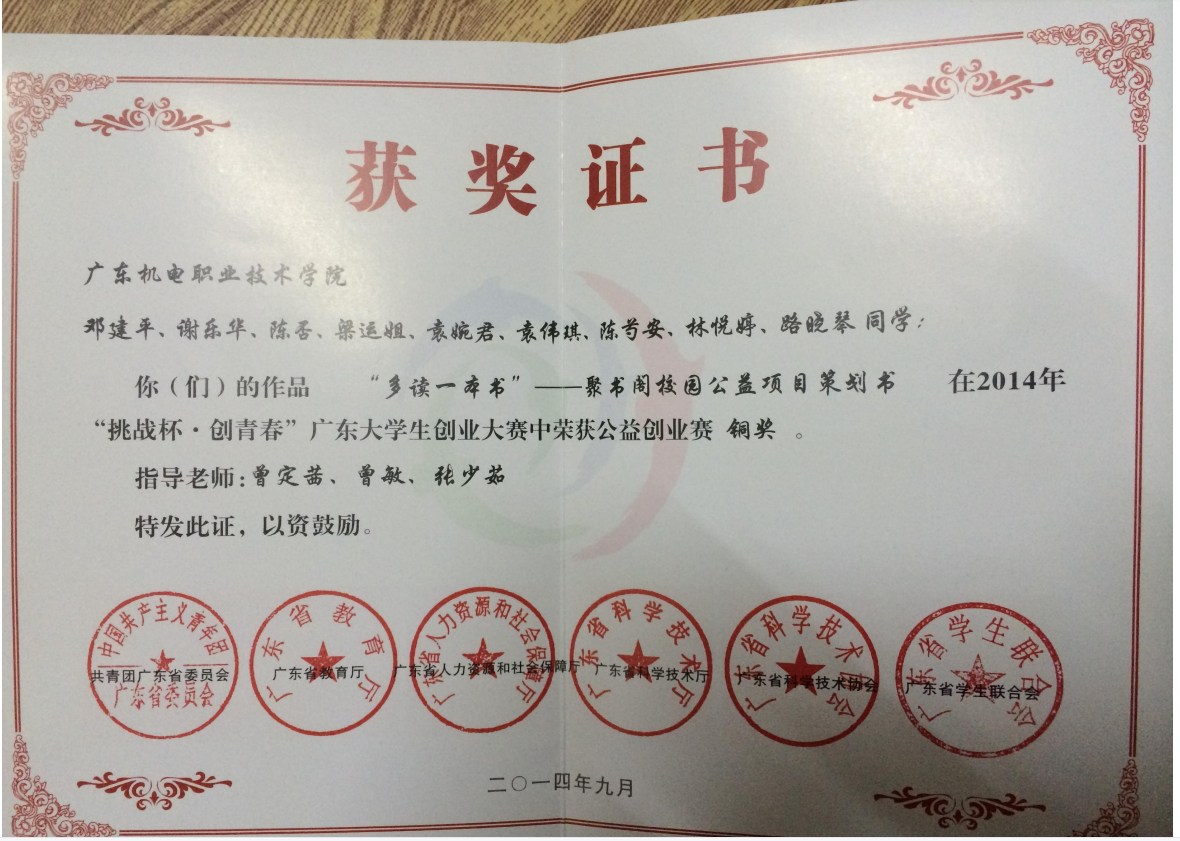 获奖证书
广东机电职业技术学院
邓建平、谢乐华、陈杏、梁运姐、袁婉君、袁伟琪、陈芍安、林悦婷、路晓琴 同学：
你（们）的作品 “多读一本书”——聚书阁校园公益项目策划书 在2014年
“挑战杯·创青春”广东大学生创业大赛中荣获公益创业赛 铜奖 。
指导老师：曾定茜、曾敏、张少茹
特发此证，以资鼓励。
中国共产主义青年团 广东省教育厅 广东省人力资源和社会保障厅 广东省科学技术厅 广东省科学技术协会 广东省学生联合会
共青团广东省委员会 广东省教育厅 广东省人力资源和社会保障厅 广东省科学技术厅 广东省科学技术协会 广东省学生联合会
广东省委员会
二〇一四年九月